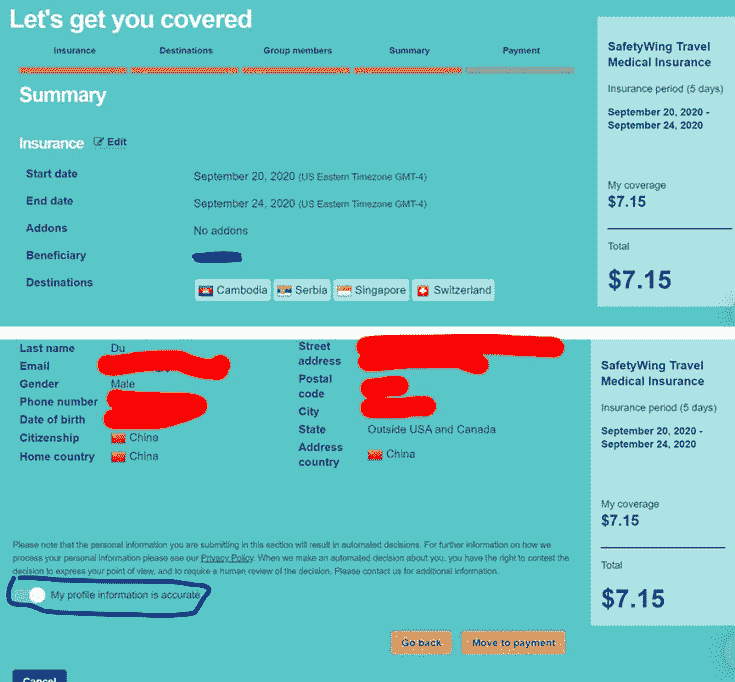 Let's get you covered
Insurance Destinations Group members Summary Payment
Summary
Insurance Edit
Start date September 20, 2020 (US Eastern Timezone GMT-4)
End date September 24, 2020 (US Eastern Timezone GMT-4)
Addons No addons
Beneficiary
Destinations Cambodia Serbia Singapore Switzerland
SafetyWing Travel
Medical Insurance
Insurance period (5 days)
September 20, 2020 -
September 24, 2020
My coverage
$7.15
Total
$7.15
Last name Du
Email
Gender Male
Phone number
Date of birth
Citizenship China
Home country China
Street
address
Postal
code
City
State Outside USA and Canada
Address
country China
Please note that the personal information you are submitting in this section will result in automated decisions. For further information on how we
process your personal information please see our Privacy Policy. When we make an automated decision about you, you have the right to contest the
decision to express your point of view, and to require a human review of the decision. Please contact us for additional information.
My profile information is accurate
Go back Move to payment
Cancel
SafetyWing Travel
Medical Insurance
Insurance period (5 days)
September 20, 2020 -
September 24, 2020
My coverage
$7.15
Total
$7.15